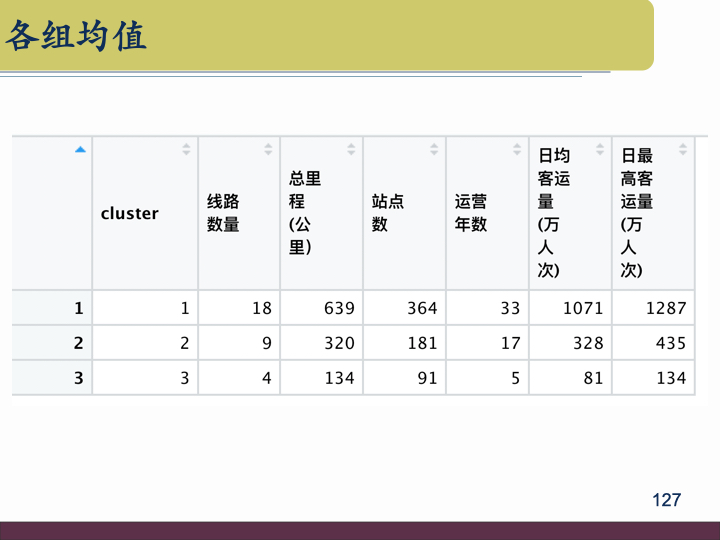 各组均值
cluster
线路
数量
总里
程
(公
里)
站点
数
运营
年数
日均
客运
量
(万
人
次)
日最
高客
运量
(万
人
次)
1 1 18 639 364 33 1071 1287
2 2 9 320 181 17 328 435
3 3 4 134 91 5 81 134
127